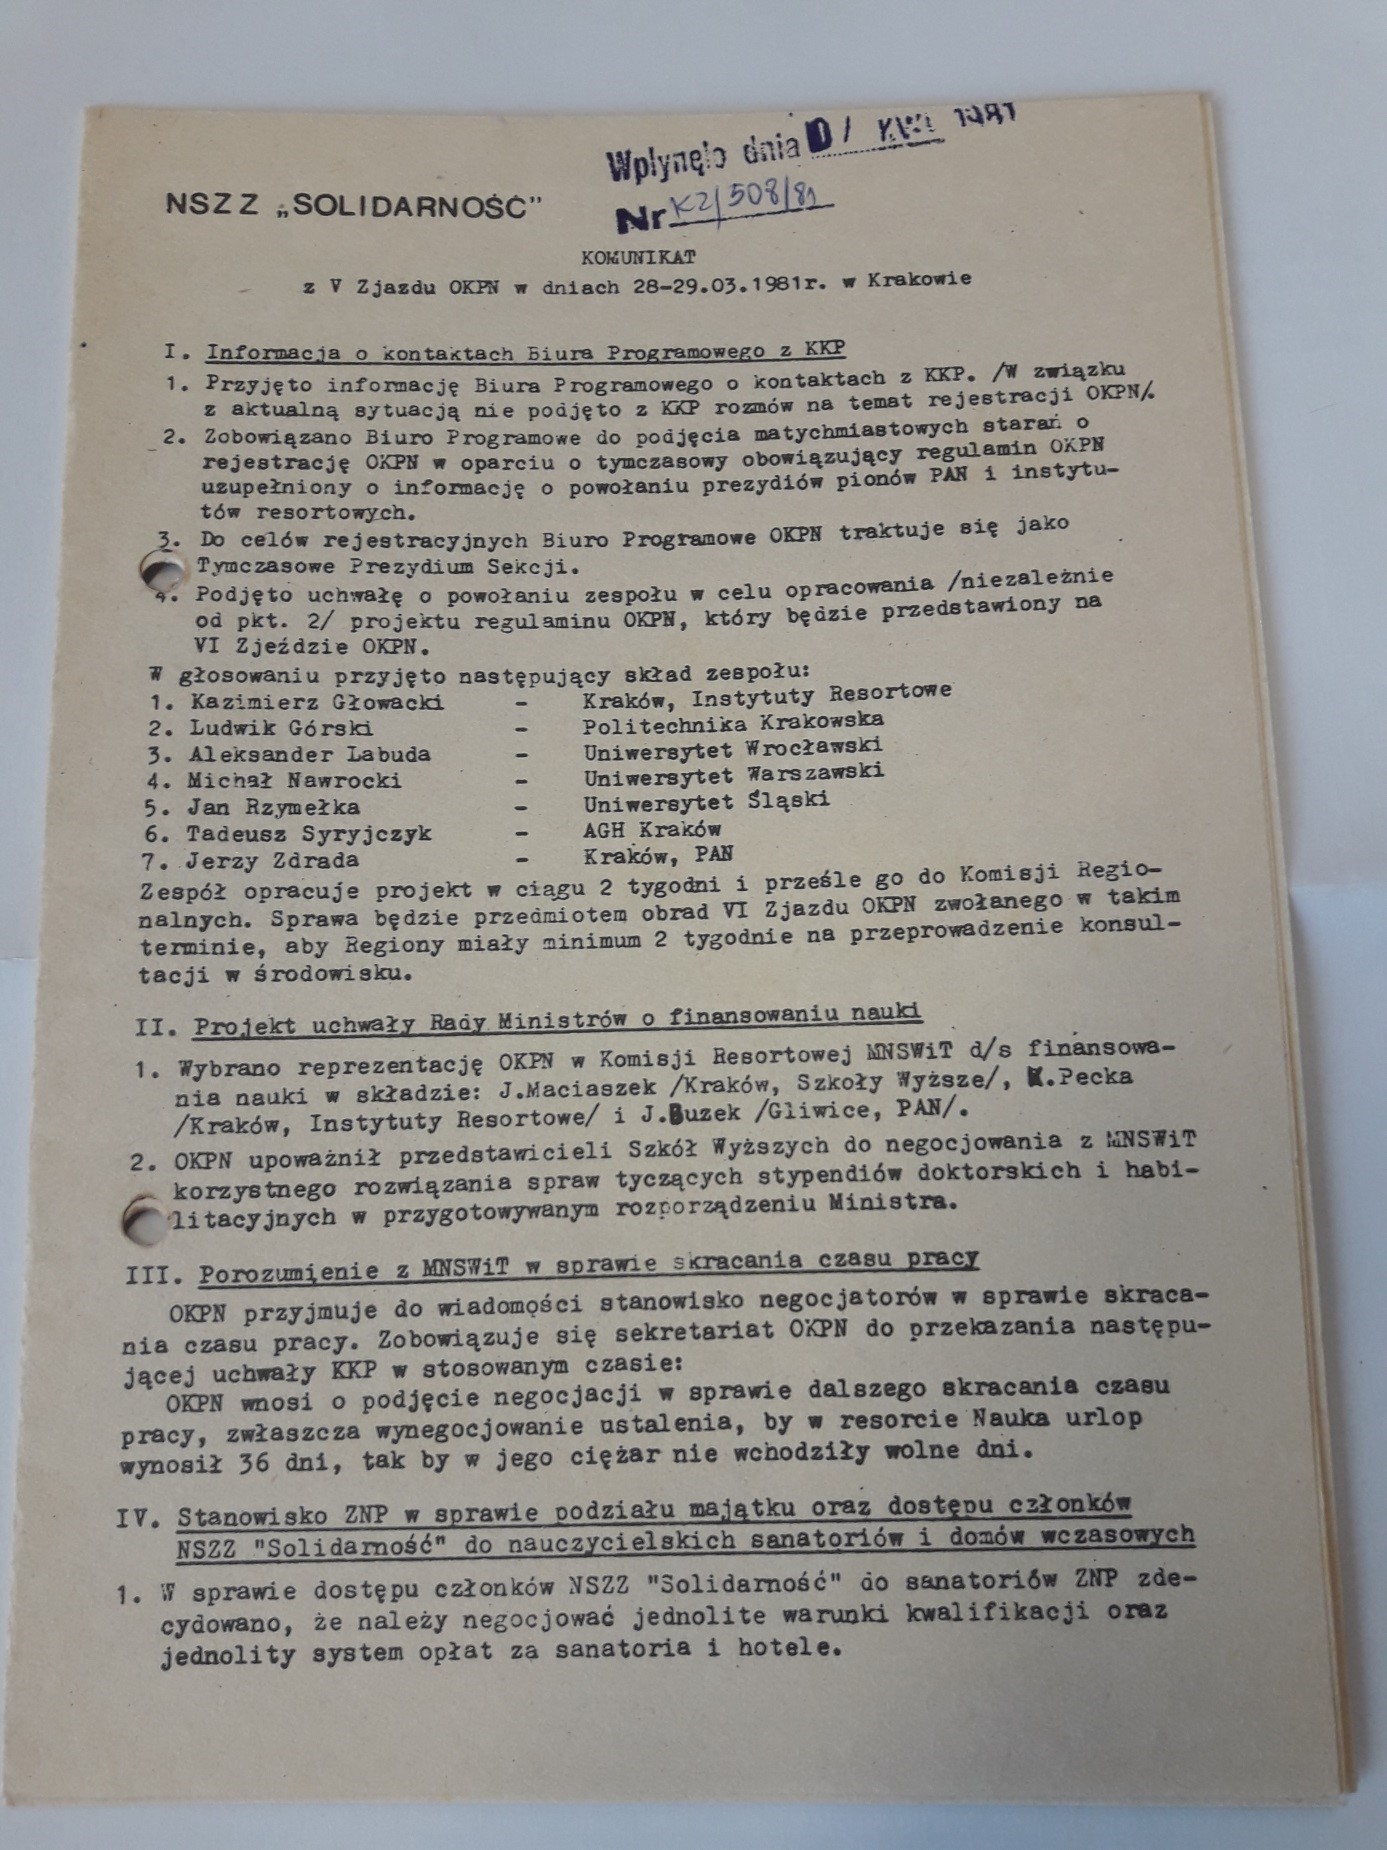 Wpłynęło dnia 0/ KWI 1981
NSZZ „SOLIDARNOŚĆ”
Nr KZ/508/81
KOMUNIKAT
z V Zjazdu OKPN w dniach 28-29.03.1981r. w Krakowie
I. Informacja o kontaktach Biura Programowego z KKP
1. Przyjęto informację Biura Programowego o kontaktach z KKP. /W związku
z aktualną sytuacją nie podjęto z KKP rozmów na temat rejestracji OKPN/.
2. Zobowiązano Biuro Programowe do podjęcia matychmiastowych starań o
rejestrację OKPN w oparciu o tymczasowy obowiązujący regulamin OKPN
uzupełniony o informację o powołaniu prezydiów pionów PAN i instytu-
tów resortowych.
3. Do celów rejestracyjnych Biuro Programowe OKPN traktuje się jako
Tymczasowe Prezydium Sekcji.
4. Podjęto uchwałę o powołaniu zespołu w celu opracowania /niezależnie
od pkt. 2/ projektu regulaminu OKPN, który będzie przedstawiony na
VI Zjeździe OKPN.
W głosowaniu przyjęto następujący skład zespołu:
1. Kazimierz Głowacki - Kraków, Instytuty Resortowe
2. Ludwik Górski - Politechnika Krakowska
3. Aleksander Labuda - Uniwersytet Wrocławski
4. Michał Nawrocki - Uniwersytet Warszawski
5. Jan Rzymełka - Uniwersytet Śląski
6. Tadeusz Syryjczyk - AGH Kraków
7. Jerzy Zdrada - Kraków, PAN
Zespół opracuje projekt w ciągu 2 tygodni i prześle go do Komisji Regio-
nalnych. Sprawa będzie przedmiotem obrad VI Zjazdu OKPN zwołanego w takim
terminie, aby Regiony miały minimum 2 tygodnie na przeprowadzenie konsul-
tacji w środowisku.
II. Projekt uchwały Rady Ministrów o finansowaniu nauki
1. Wybrano reprezentację OKPN w Komisji Resortowej MNSWiT d/s finansowa-
nia nauki w składzie: J.Maciaszek /Kraków, Szkoły Wyższe/, K.Pecka
/Kraków, Instytuty Resortowe/ i J.Buzek /Gliwice, PAN/.
2. OKPN upoważnił przedstawicieli Szkół Wyższych do negocjowania z MNSWiT
korzystnego rozwiązania spraw tyczących stypendiów doktorskich i habi-
litacyjnych w przygotowywanym rozporządzeniu Ministra.
III. Porozumienie z MNSWiT w sprawie skracania czasu pracy
OKPN przyjmuje do wiadomości stanowisko negocjatorów w sprawie skraca-
nia czasu pracy. Zobowiązuje się sekretariat OKPN do przekazania następu-
jącej uchwały KKP w stosowanym czasie:
OKPN wnosi o podjęcie negocjacji w sprawie dalszego skracania czasu
pracy, zwłaszcza wynegocjowanie ustalenia, by w resorcie Nauka urlop
wynosił 36 dni, tak by w jego ciężar nie wchodziły wolne dni.
IV. Stanowisko ZNP w sprawie podziału majątku oraz dostępu członków
NSZZ "Solidarność" do nauczycielskich sanatoriów i domów wczasowych
1. W sprawie dostępu członków NSZZ "Solidarność" do sanatoriów ZNP zde-
cydowano, że należy negocjować jednolite warunki kwalifikacji oraz
jednolity system opłat za sanatoria i hotele.